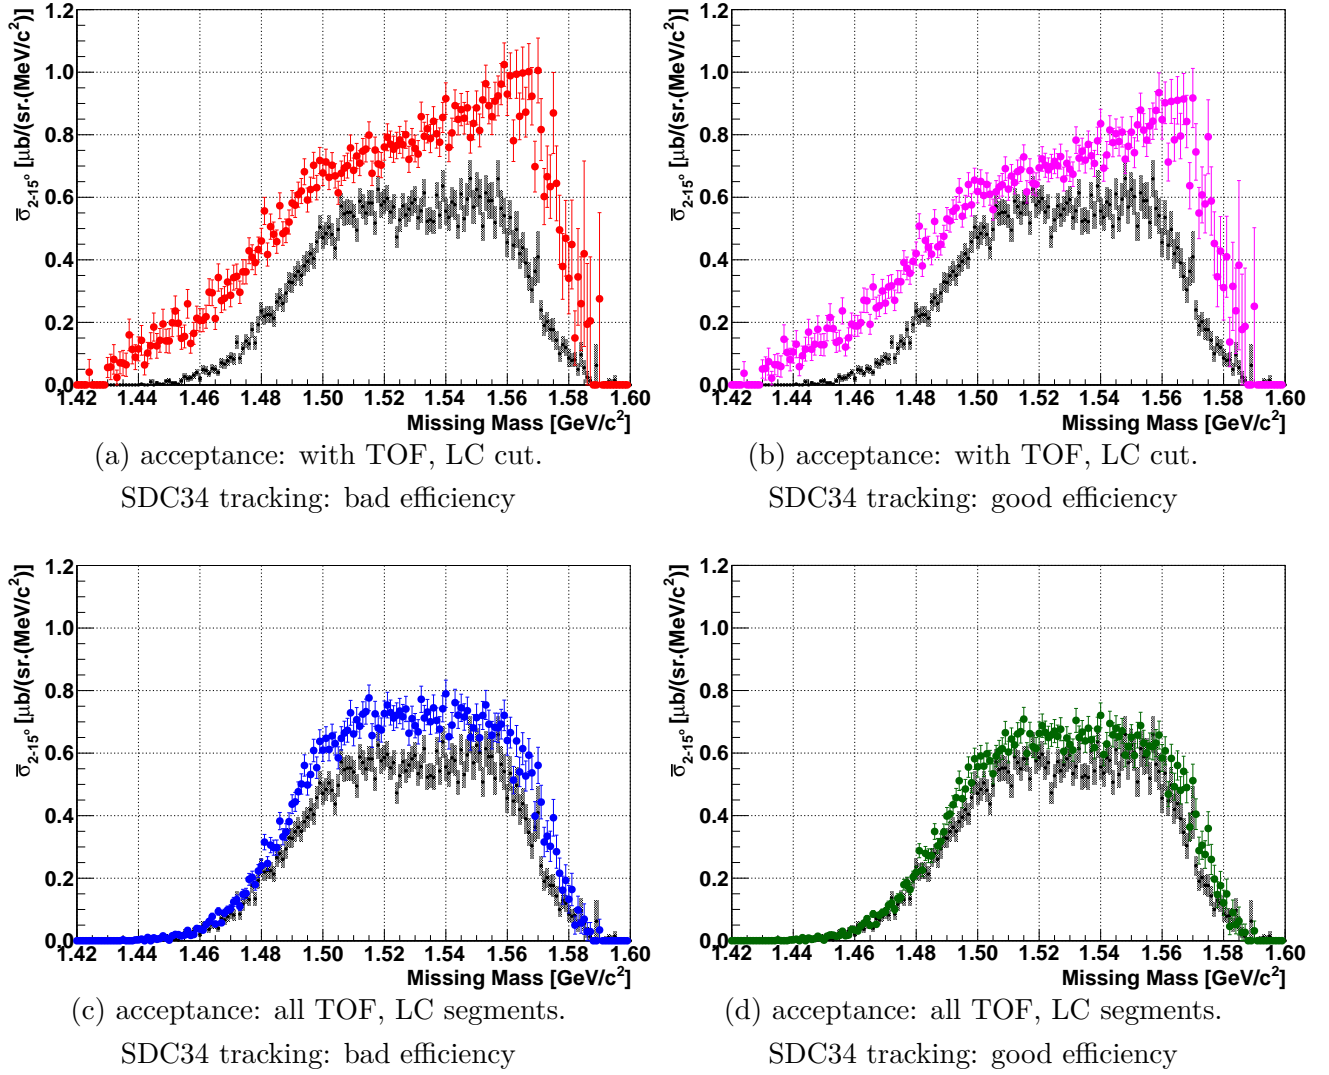 1.2
1.0
0.8
0.6
0.4
0.2
0.0
σ̅2-15° [μb/(sr.(MeV/c²)]
1.42 1.44 1.46 1.48 1.50 1.52 1.54 1.56 1.58 1.60
Missing Mass [GeV/c²]
(a) acceptance: with TOF, LC cut.
SDC34 tracking: bad efficiency
1.2
1.0
0.8
0.6
0.4
0.2
0.0
σ̅2-15° [μb/(sr.(MeV/c²)]
1.42 1.44 1.46 1.48 1.50 1.52 1.54 1.56 1.58 1.60
Missing Mass [GeV/c²]
(b) acceptance: with TOF, LC cut.
SDC34 tracking: good efficiency
1.2
1.0
0.8
0.6
0.4
0.2
0.0
σ̅2-15° [μb/(sr.(MeV/c²)]
1.42 1.44 1.46 1.48 1.50 1.52 1.54 1.56 1.58 1.60
Missing Mass [GeV/c²]
(c) acceptance: all TOF, LC segments.
SDC34 tracking: bad efficiency
1.2
1.0
0.8
0.6
0.4
0.2
0.0
σ̅2-15° [μb/(sr.(MeV/c²)]
1.42 1.44 1.46 1.48 1.50 1.52 1.54 1.56 1.58 1.60
Missing Mass [GeV/c²]
(d) acceptance: all TOF, LC segments.
SDC34 tracking: good efficiency